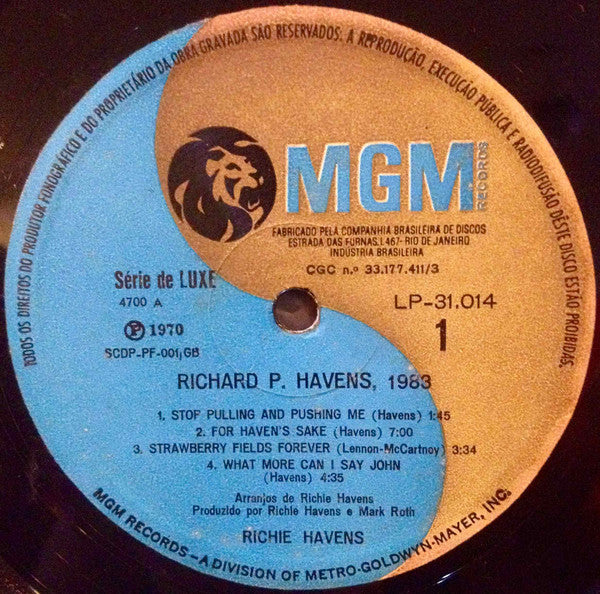 TODOS OS DIREITOS DO PRODUTOR FONOGRÁFICO E DO PROPRIETÁRIO DA OBRA GRAVADA SÃO RESERVADOS. A REPRODUÇÃO, EXECUÇÃO PÚBLICA E RADIODIFUSÃO DÊSTE DISCO ESTÃO PROIBIDAS.
MGM
RECORDS
FABRICADO PELA COMPANHIA BRASILEIRA DE DISCOS
ESTRADA DAS FURNAS, 1.467 - RIO DE JANEIRO
INDÚSTRIA BRASILEIRA
CGC n.º 33.177.411/3
Série de LUXE
4700 A
Ⓟ 1970
SCDP-PF-001/GB
LP-31.014
1
RICHARD P. HAVENS, 1983
1. STOP PULLING AND PUSHING ME (Havens) 1:45
2. FOR HAVEN'S SAKE (Havens) 7:00
3. STRAWBERRY FIELDS FOREVER (Lennon-McCartnoy) 3:34
4. WHAT MORE CAN I SAY JOHN
(Havens) 4:35
Arranjos de Richie Havens
Produzido por Richie Havens e Mark Roth
RICHIE HAVENS
MGM RECORDS – A DIVISION OF METRO-GOLDWYN-MAYER, INC.